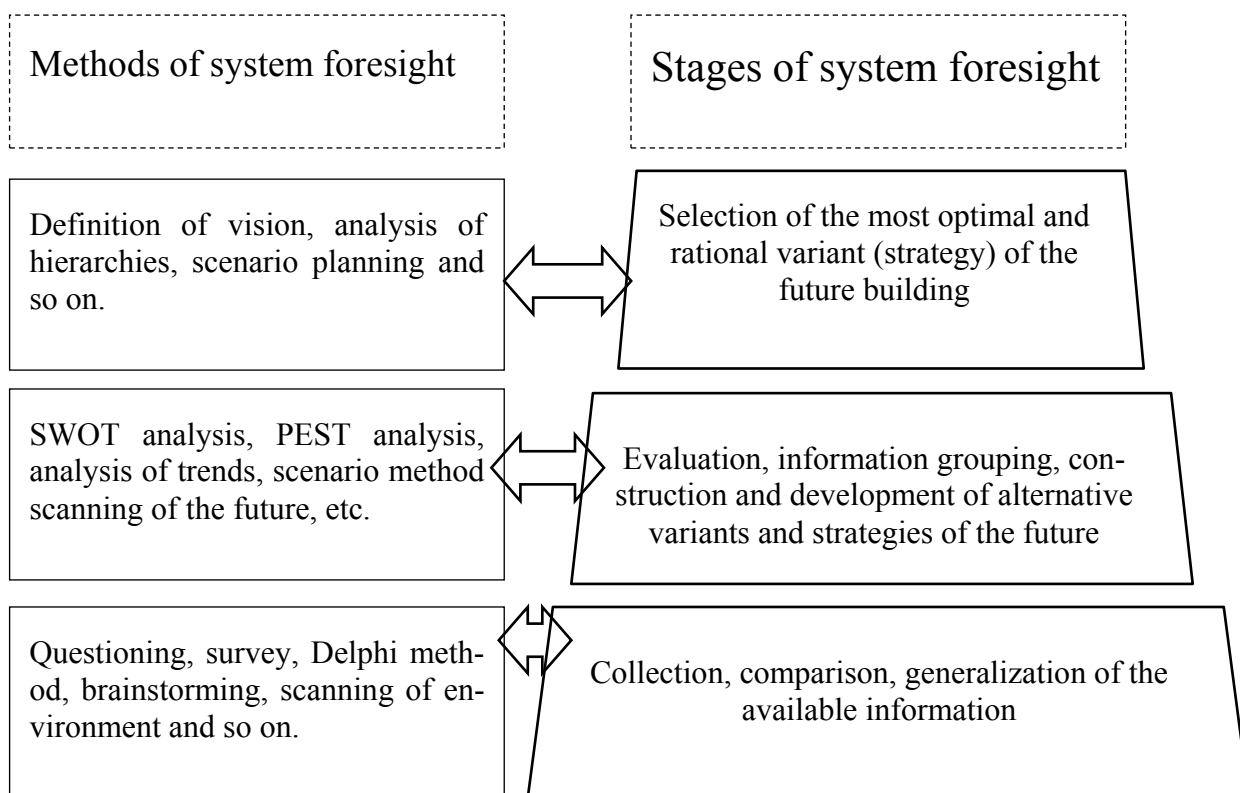 Methods of system foresight
Stages of system foresight
Definition of vision, analysis of
hierarchies, scenario planning and
so on.
Selection of the most optimal and
rational variant (strategy) of the
future building
SWOT analysis, PEST analysis,
analysis of trends, scenario method
scanning of the future, etc.
Evaluation, information grouping, con-
struction and development of alternative
variants and strategies of the future
Questioning, survey, Delphi meth-
od, brainstorming, scanning of en-
vironment and so on.
Collection, comparison, generalization of the
available information